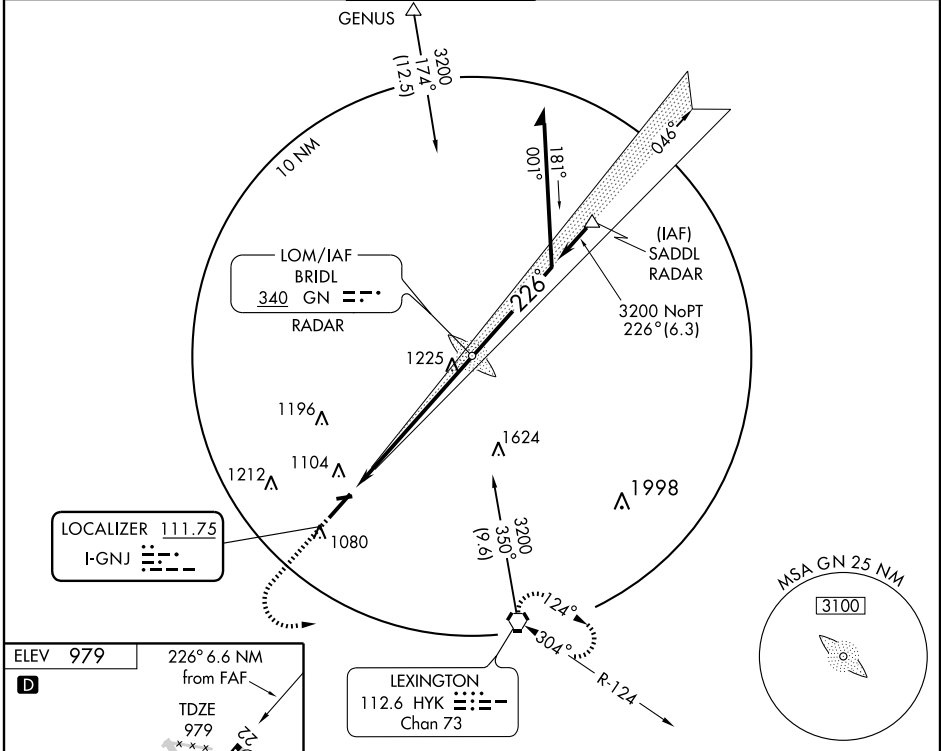 GENUS
3200
174°
(12.5)
10 NM
181°
001°
046°
(IAF)
SADDL
RADAR
LOM/IAF
BRIDL
340 GN
RADAR
226°
3200 NoPT
226° (6.3)
1225
1196
1624
1212
1104
1998
LOCALIZER 111.75
I-GNJ
1080
3200
350°
(9.6)
MSA GN 25 NM
3100
124°
304°
R-124
LEXINGTON
112.6 HYK
Chan 73
ELEV 979
D
226° 6.6 NM
from FAF
TDZE
979
22